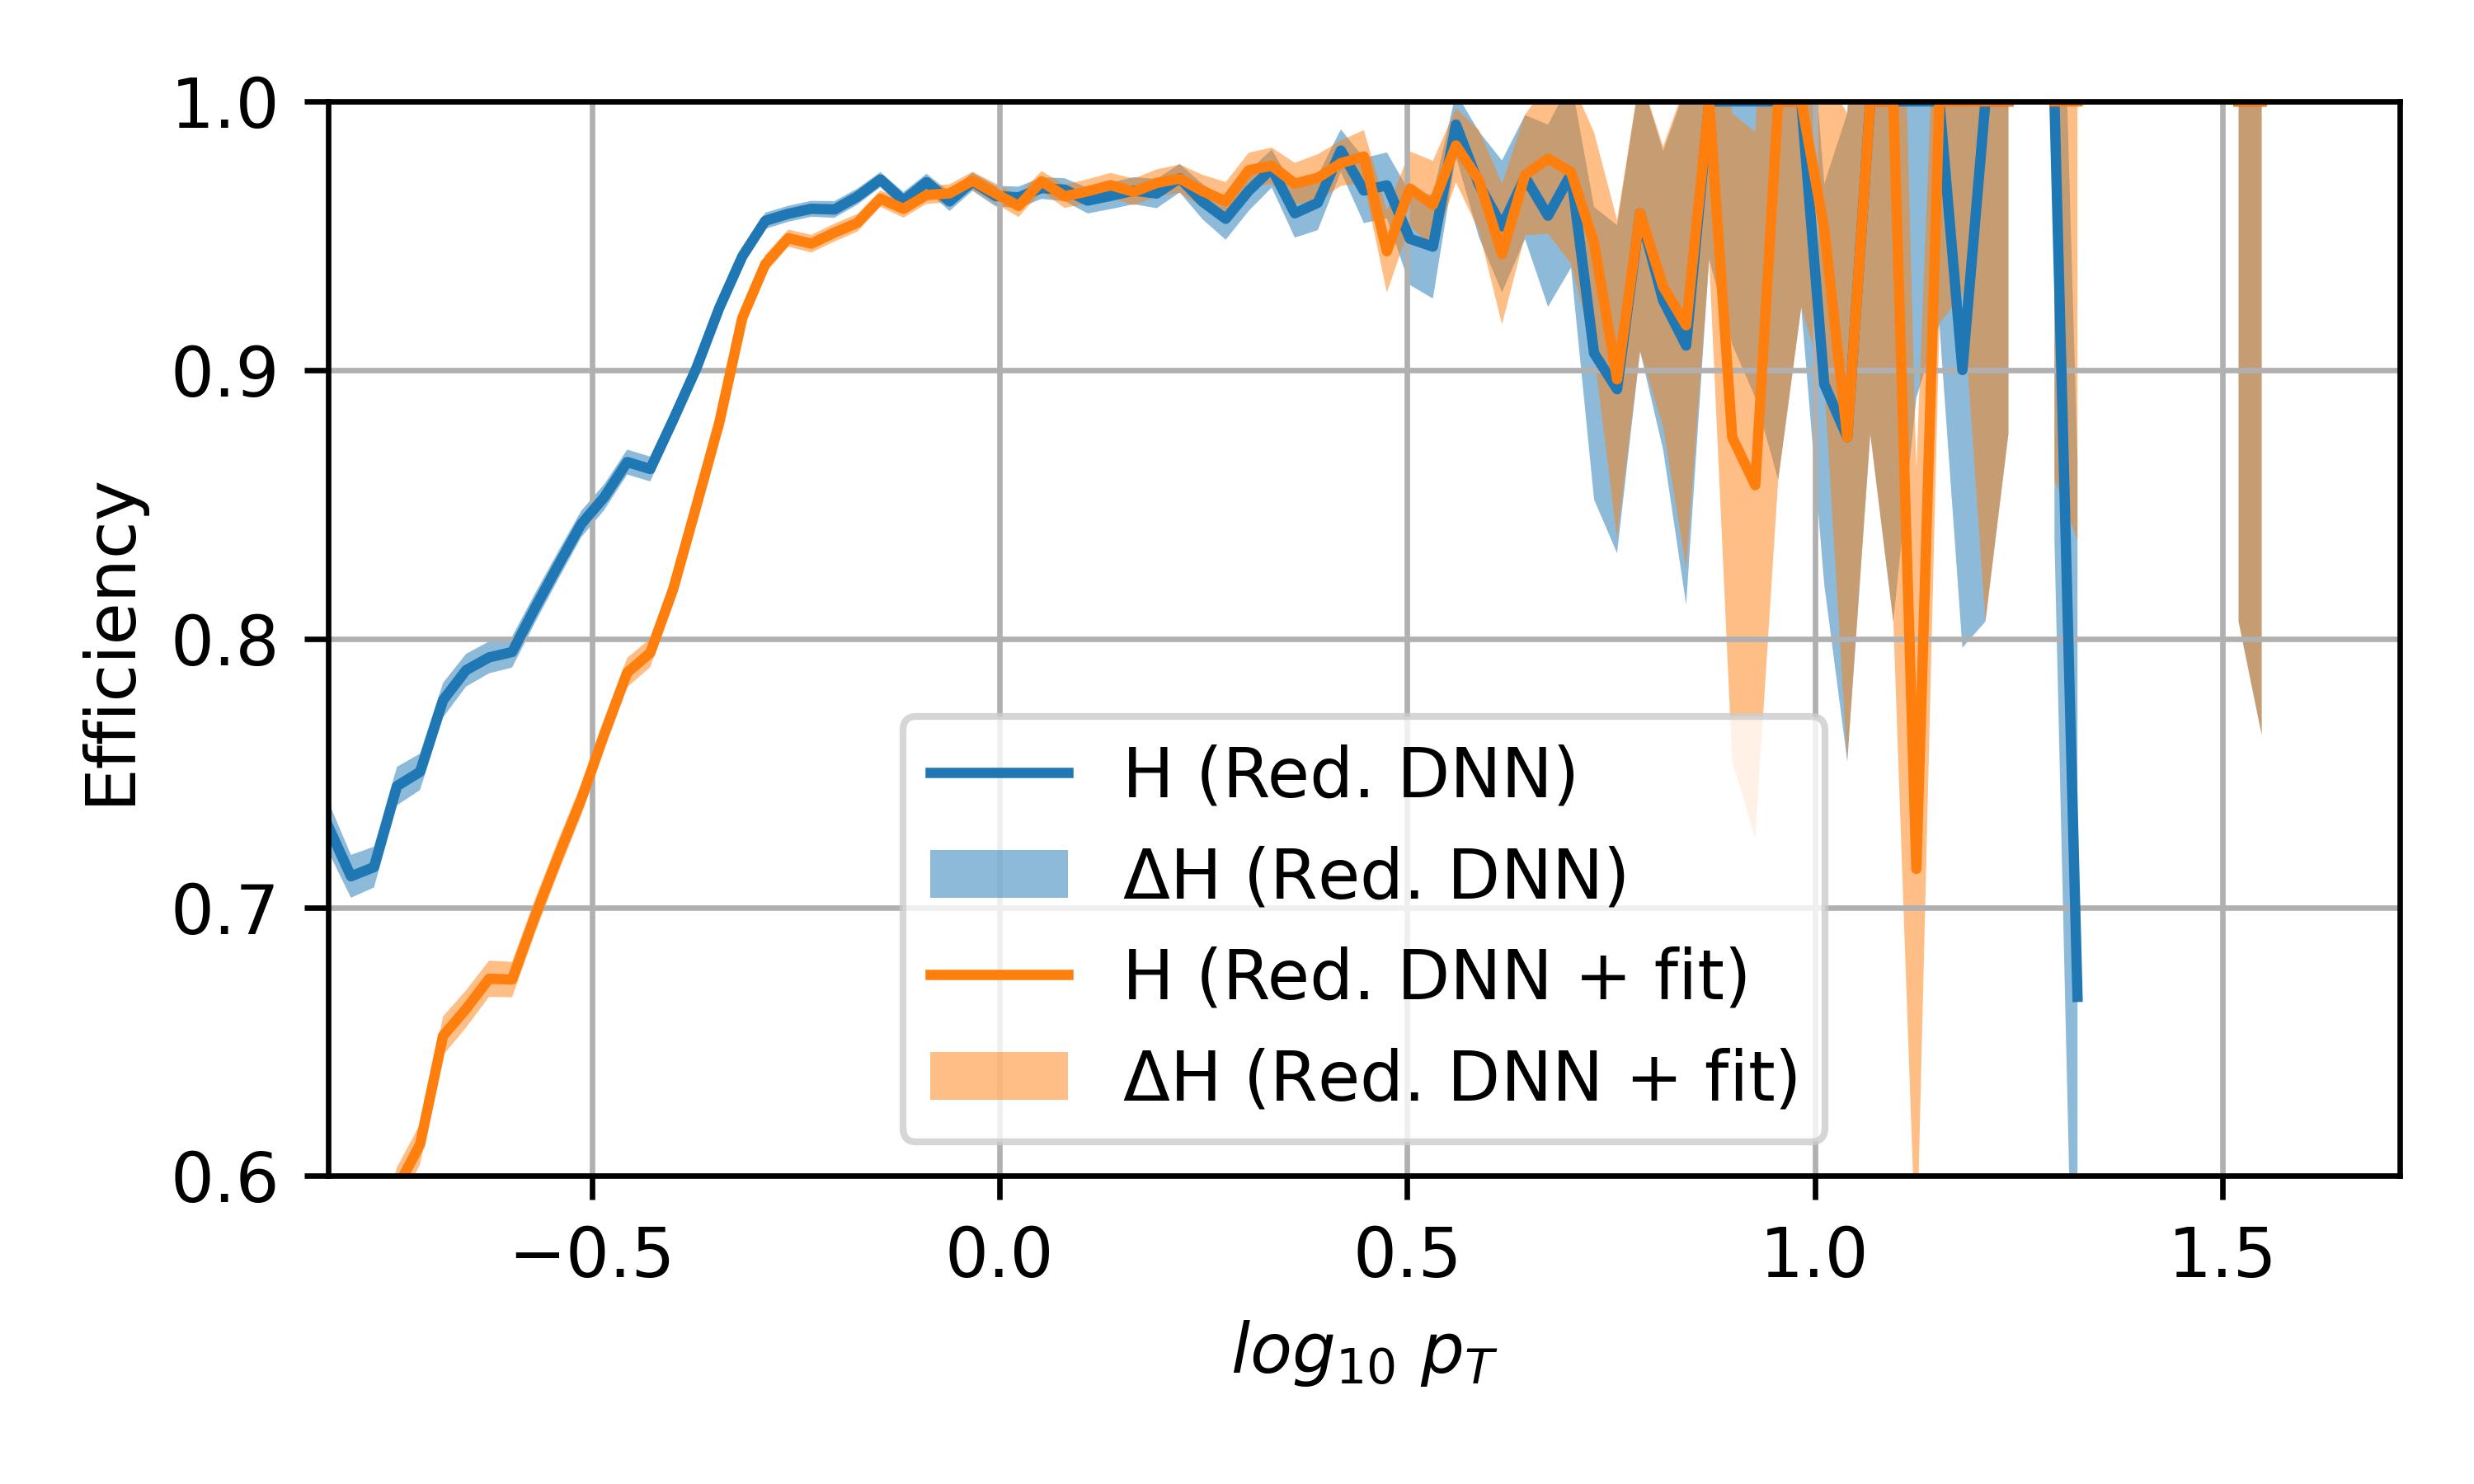 1.0
0.9
0.8
0.7
0.6
Efficiency
H (Red. DNN)
ΔH (Red. DNN)
H (Red. DNN + fit)
ΔH (Red. DNN + fit)
−0.5 0.0 0.5 1.0 1.5
log₁₀ p_T